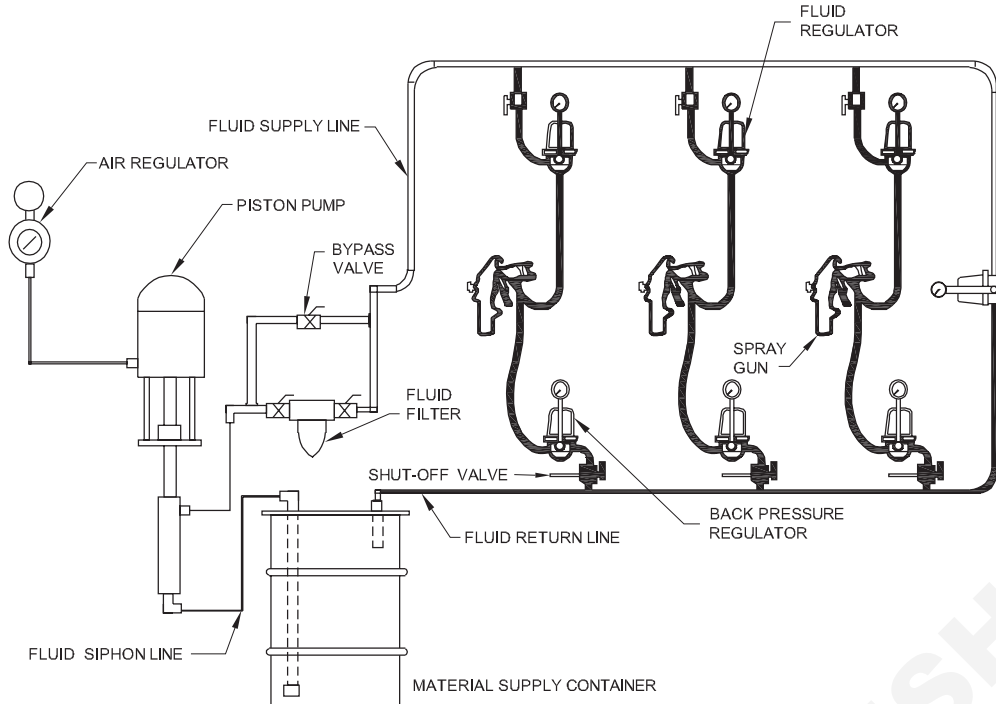 FLUID
REGULATOR
FLUID SUPPLY LINE
AIR REGULATOR
PISTON PUMP
BYPASS
VALVE
SPRAY
GUN
FLUID
FILTER
SHUT-OFF VALVE
BACK PRESSURE
REGULATOR
FLUID RETURN LINE
FLUID SIPHON LINE
MATERIAL SUPPLY CONTAINER
SH